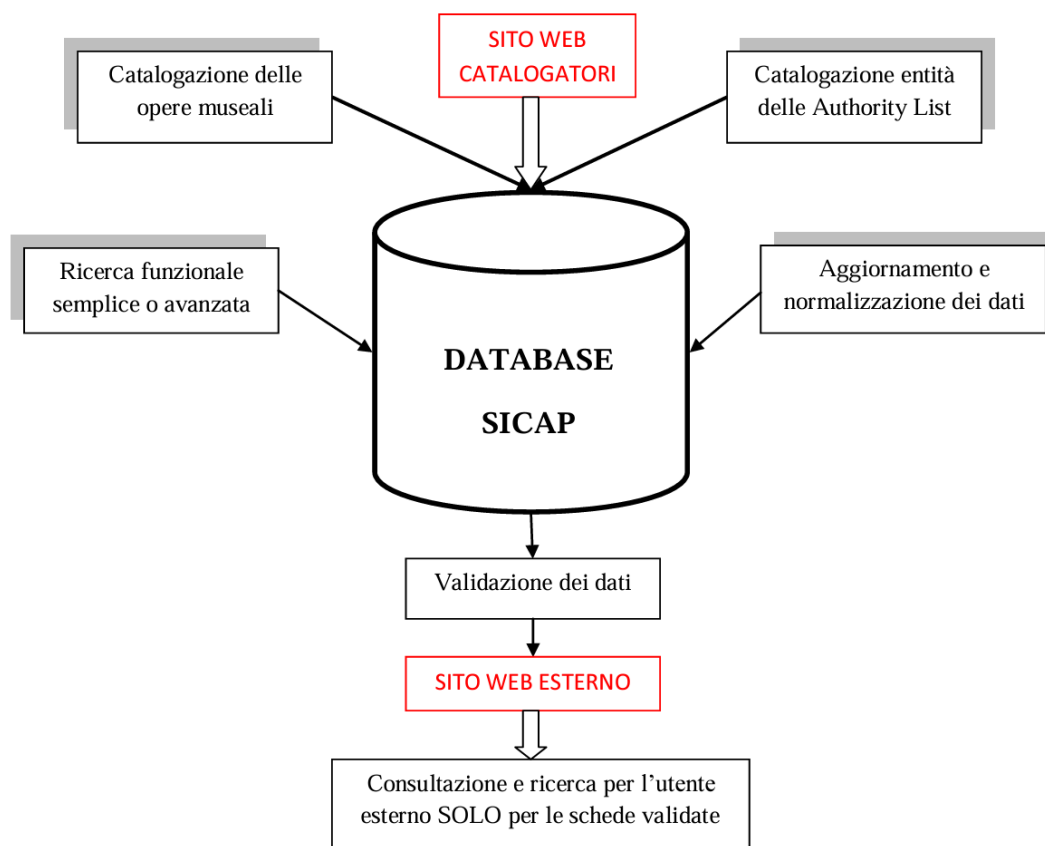 SITO WEB
CATALOGATORI
Catalogazione delle
opere museali
Catalogazione entità
delle Authority List
Ricerca funzionale
semplice o avanzata
Aggiornamento e
normalizzazione dei dati
DATABASE
SICAP
Validazione dei dati
SITO WEB ESTERNO
Consultazione e ricerca per l’utente
esterno SOLO per le schede validate